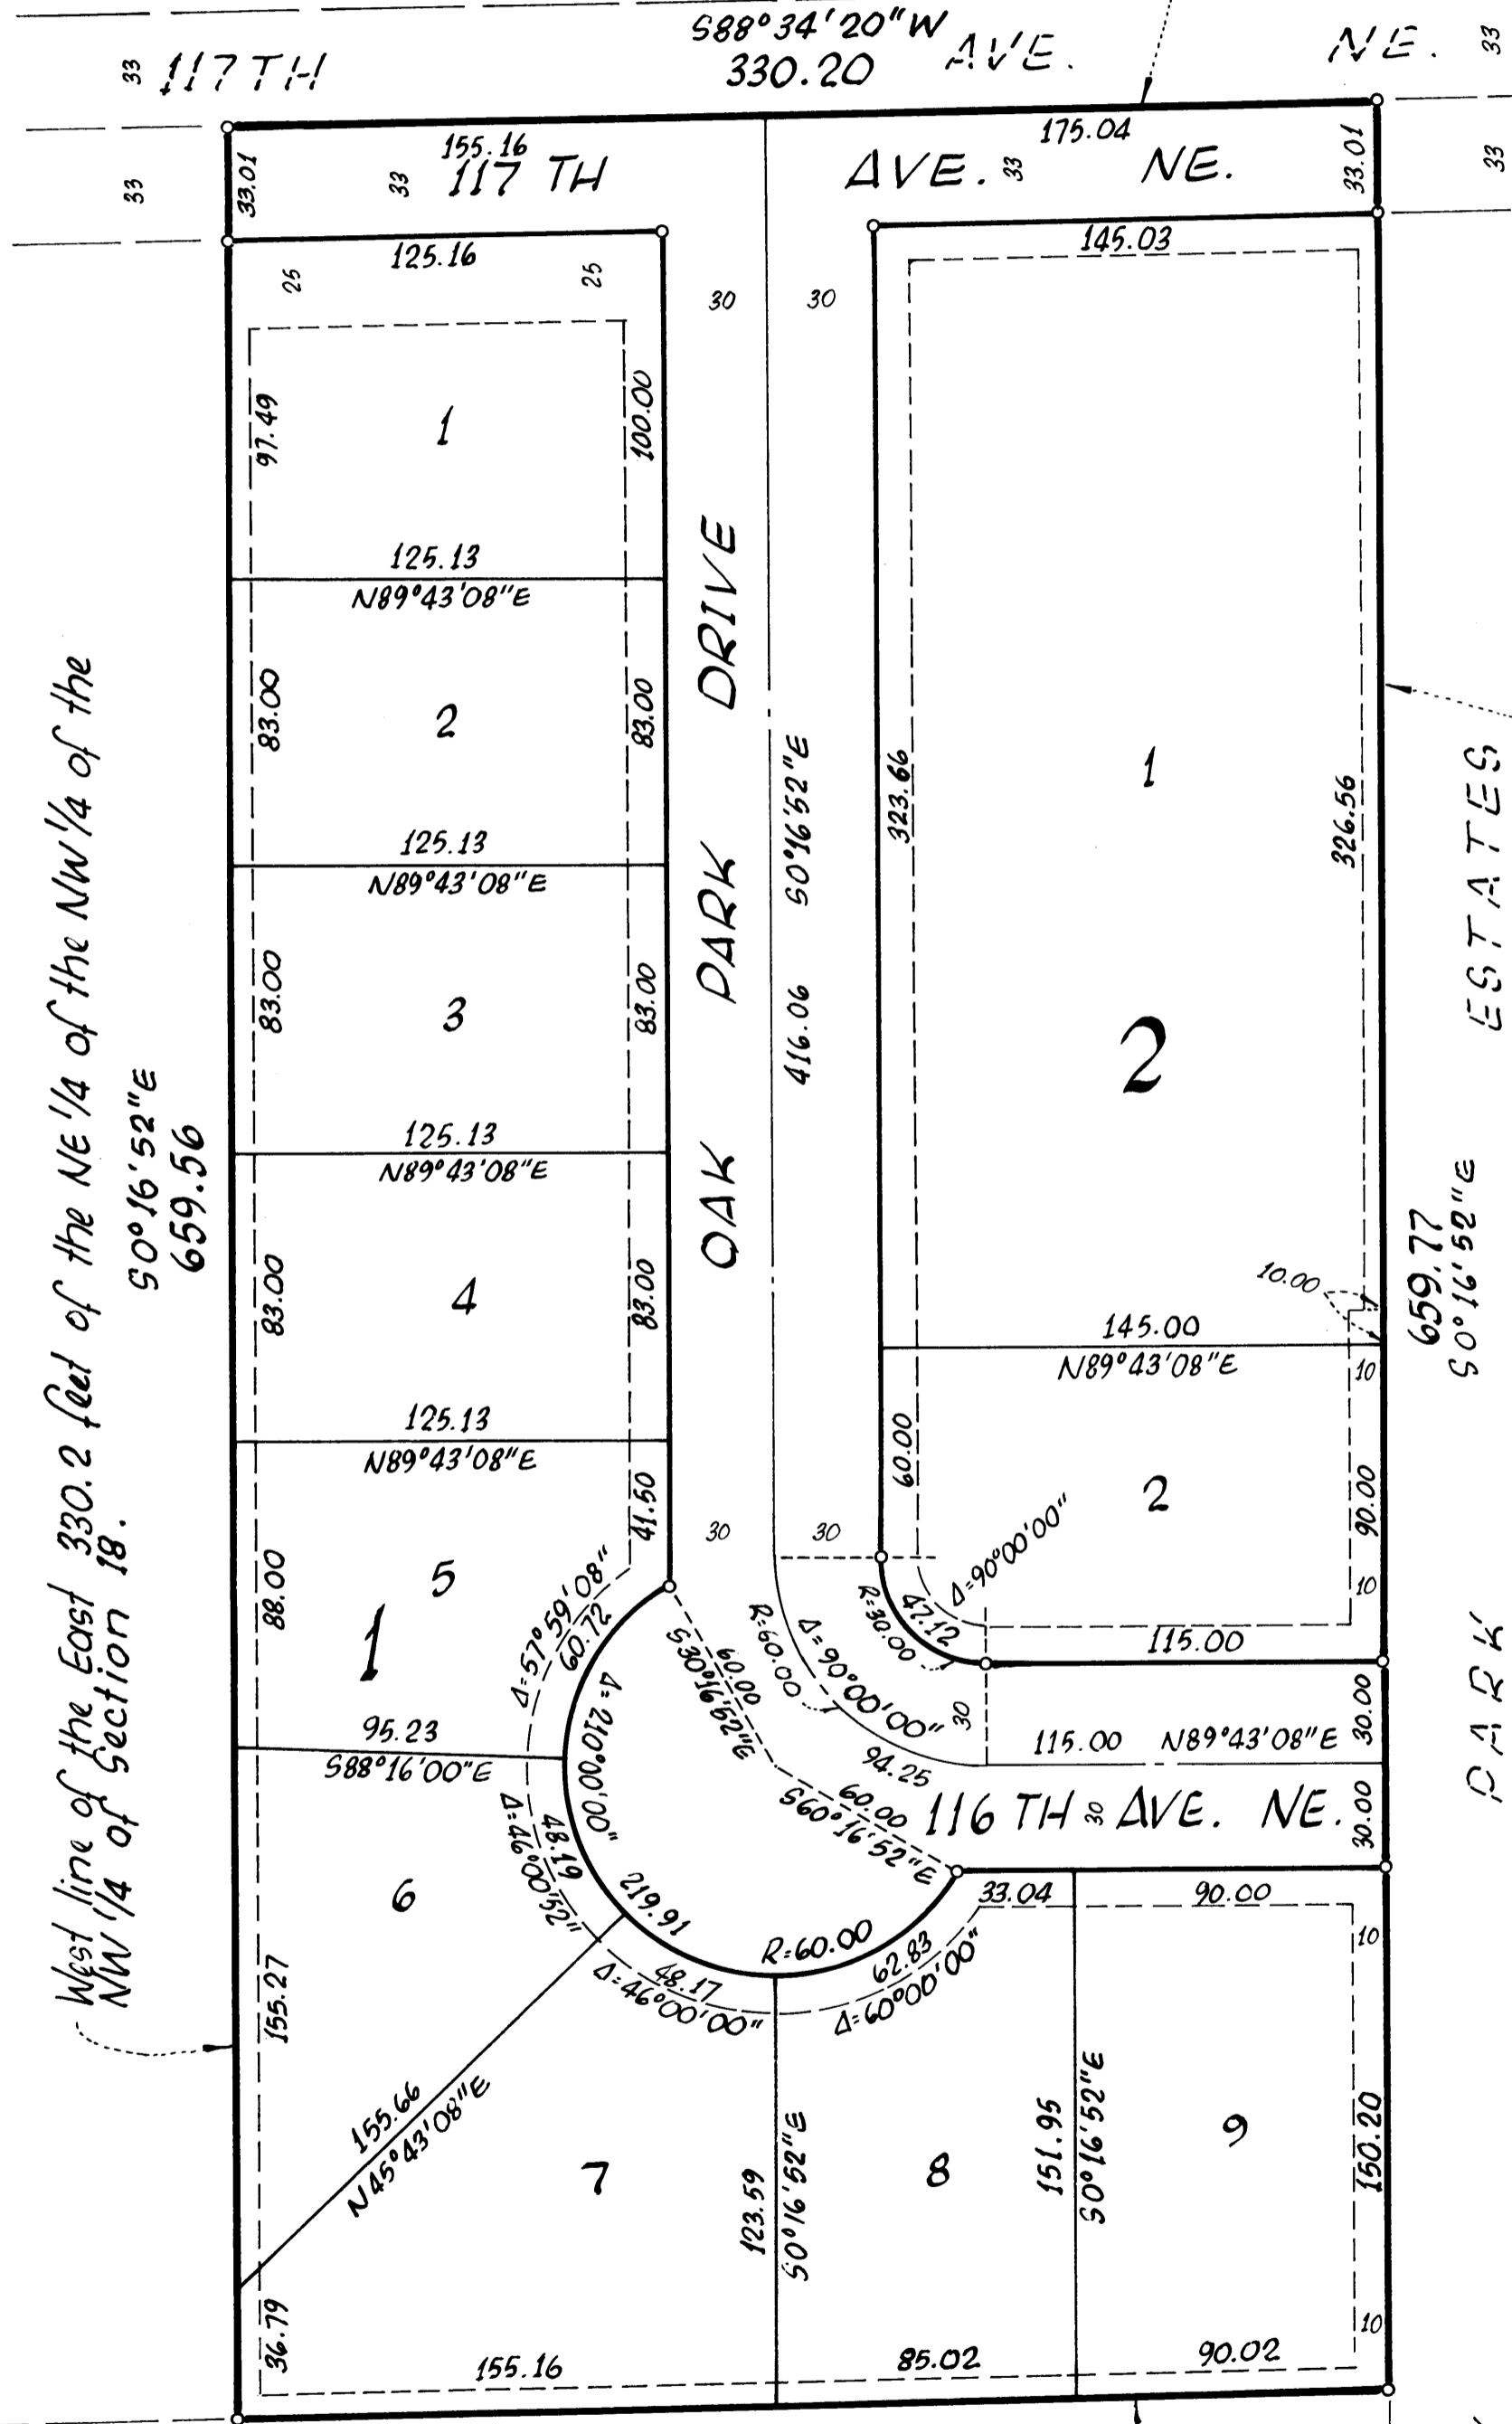 S88°34'20"W
330.20
33 117TH AVE. NE. 33
155.16 175.04
33 33.01 33 117 TH AVE. 33 NE. 33.01 33
125.16 145.03
25 25 30 30
97.49 1 100.00
125.13
N89°43'08"E
83.00 2 83.00
125.13
N89°43'08"E
83.00 3 83.00
125.13
N89°43'08"E
83.00 4 83.00
125.13
N89°43'08"E
88.00 5 41.50
1
95.23
S88°16'00"E
6
155.27
155.66
N45°43'08"E
36.79
7
155.16
West line of the East 330.2 feet of the NE 1/4 of the NW 1/4 of the
NW 1/4 of Section 18.
S0°16'52"E
659.56
OAK PARK DRIVE
416.06 S0°16'52"E
323.66
1
326.56
2
10.00
145.00
N89°43'08"E
10
60.00
2
90.00
Δ=90°00'00"
10
R=30.00
47.12
115.00
30 30
R=60.00
Δ=90°00'00"
94.25
30
115.00 N89°43'08"E
30.00
116 TH 30 AVE. NE.
30.00
60.00
S30°16'52"E
60.00
S60°16'52"E
Δ=57°59'08"
60.72
Δ=210°00'00"
219.91
R=60.00
48.19
Δ=46°00'52"
48.17
Δ=46°00'00"
62.83
Δ=60°00'00"
33.04 90.00
10
123.59
S0°16'52"E
8
151.95
S0°16'52"E
9
150.20
10
85.02
90.02
659.77
S0°16'52"E
PARK ESTATES